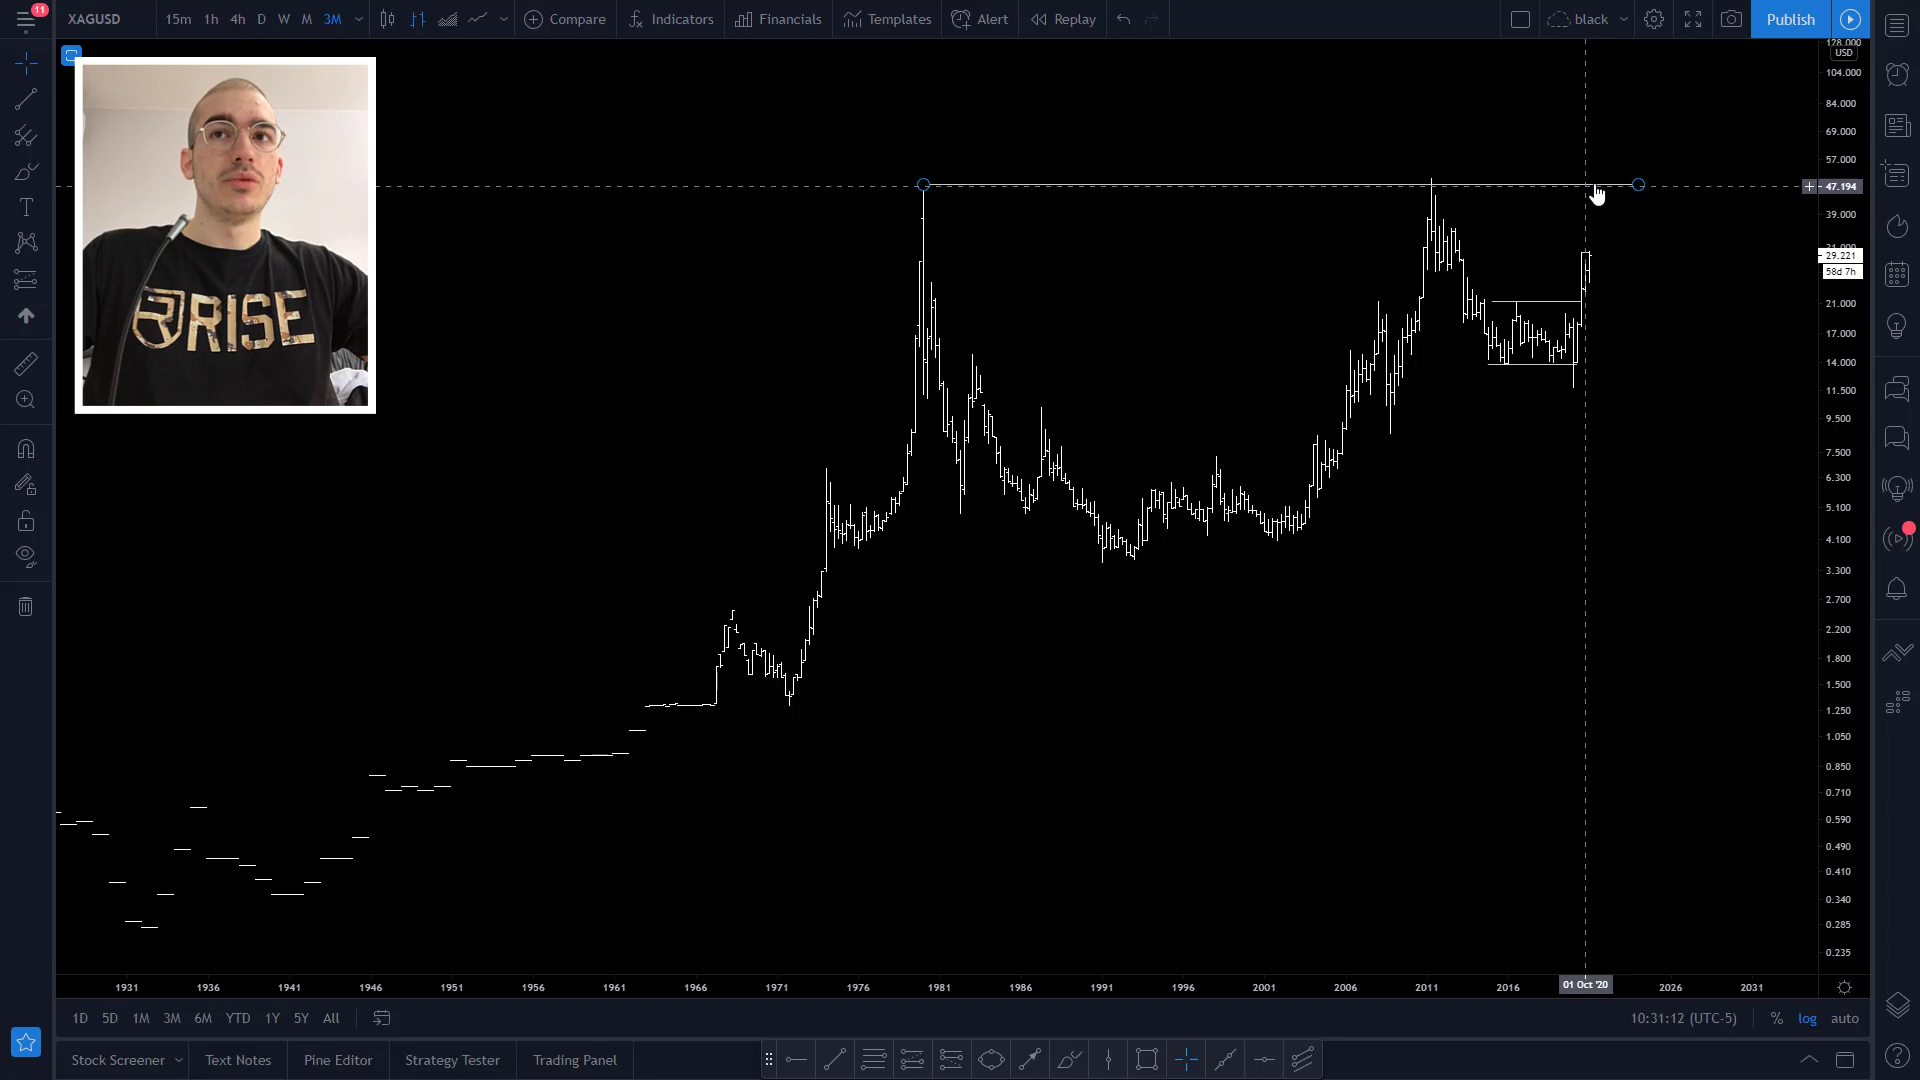 11
XAGUSD
15m 1h 4h D W M 3M
Compare
Indicators
Financials
Templates
Alert
Replay
black
Publish
128.000
USD
104.000
84.000
69.000
57.000
47.194
39.000
29.221
58d 7h
21.000
17.000
14.000
11.500
9.500
7.500
6.300
5.100
4.100
3.300
2.700
2.200
1.800
1.500
1.250
1.050
0.850
0.710
0.590
0.490
0.410
0.340
0.285
0.235
RISE
1931 1936 1941 1946 1951 1956 1961 1966 1971 1976 1981 1986 1991 1996 2001 2006 2011 2016 01 Oct '20 2026 2031
1D 5D 1M 3M 6M YTD 1Y 5Y All
10:31:12 (UTC-5) % log auto
Stock Screener Text Notes Pine Editor Strategy Tester Trading Panel